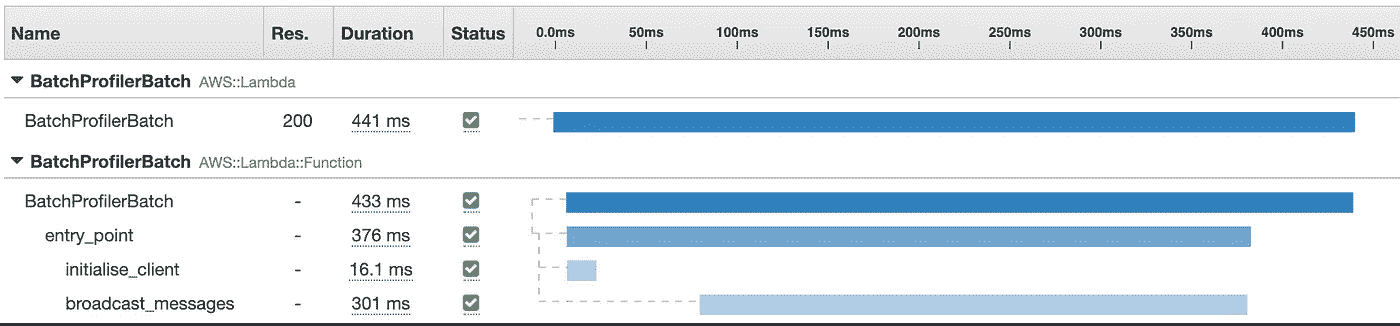 Name Res. Duration Status 0.0ms 50ms 100ms 150ms 200ms 250ms 300ms 350ms 400ms 450ms
BatchProfilerBatch AWS::Lambda
BatchProfilerBatch 200 441 ms
BatchProfilerBatch AWS::Lambda::Function
BatchProfilerBatch - 433 ms
entry_point - 376 ms
initialise_client - 16.1 ms
broadcast_messages - 301 ms